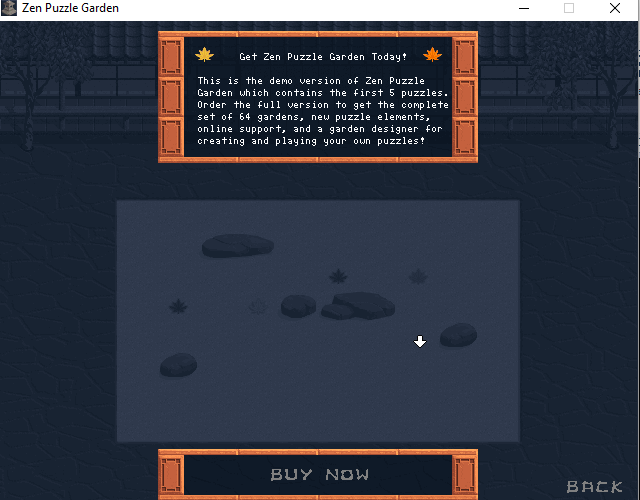 Zen Puzzle Garden
Get Zen Puzzle Garden Today!
This is the demo version of Zen Puzzle
Garden which contains the first 5 puzzles.
Order the full version to get the complete
set of 64 gardens, new puzzle elements,
online support, and a garden designer for
creating and playing your own puzzles!
BUY NOW
BACK